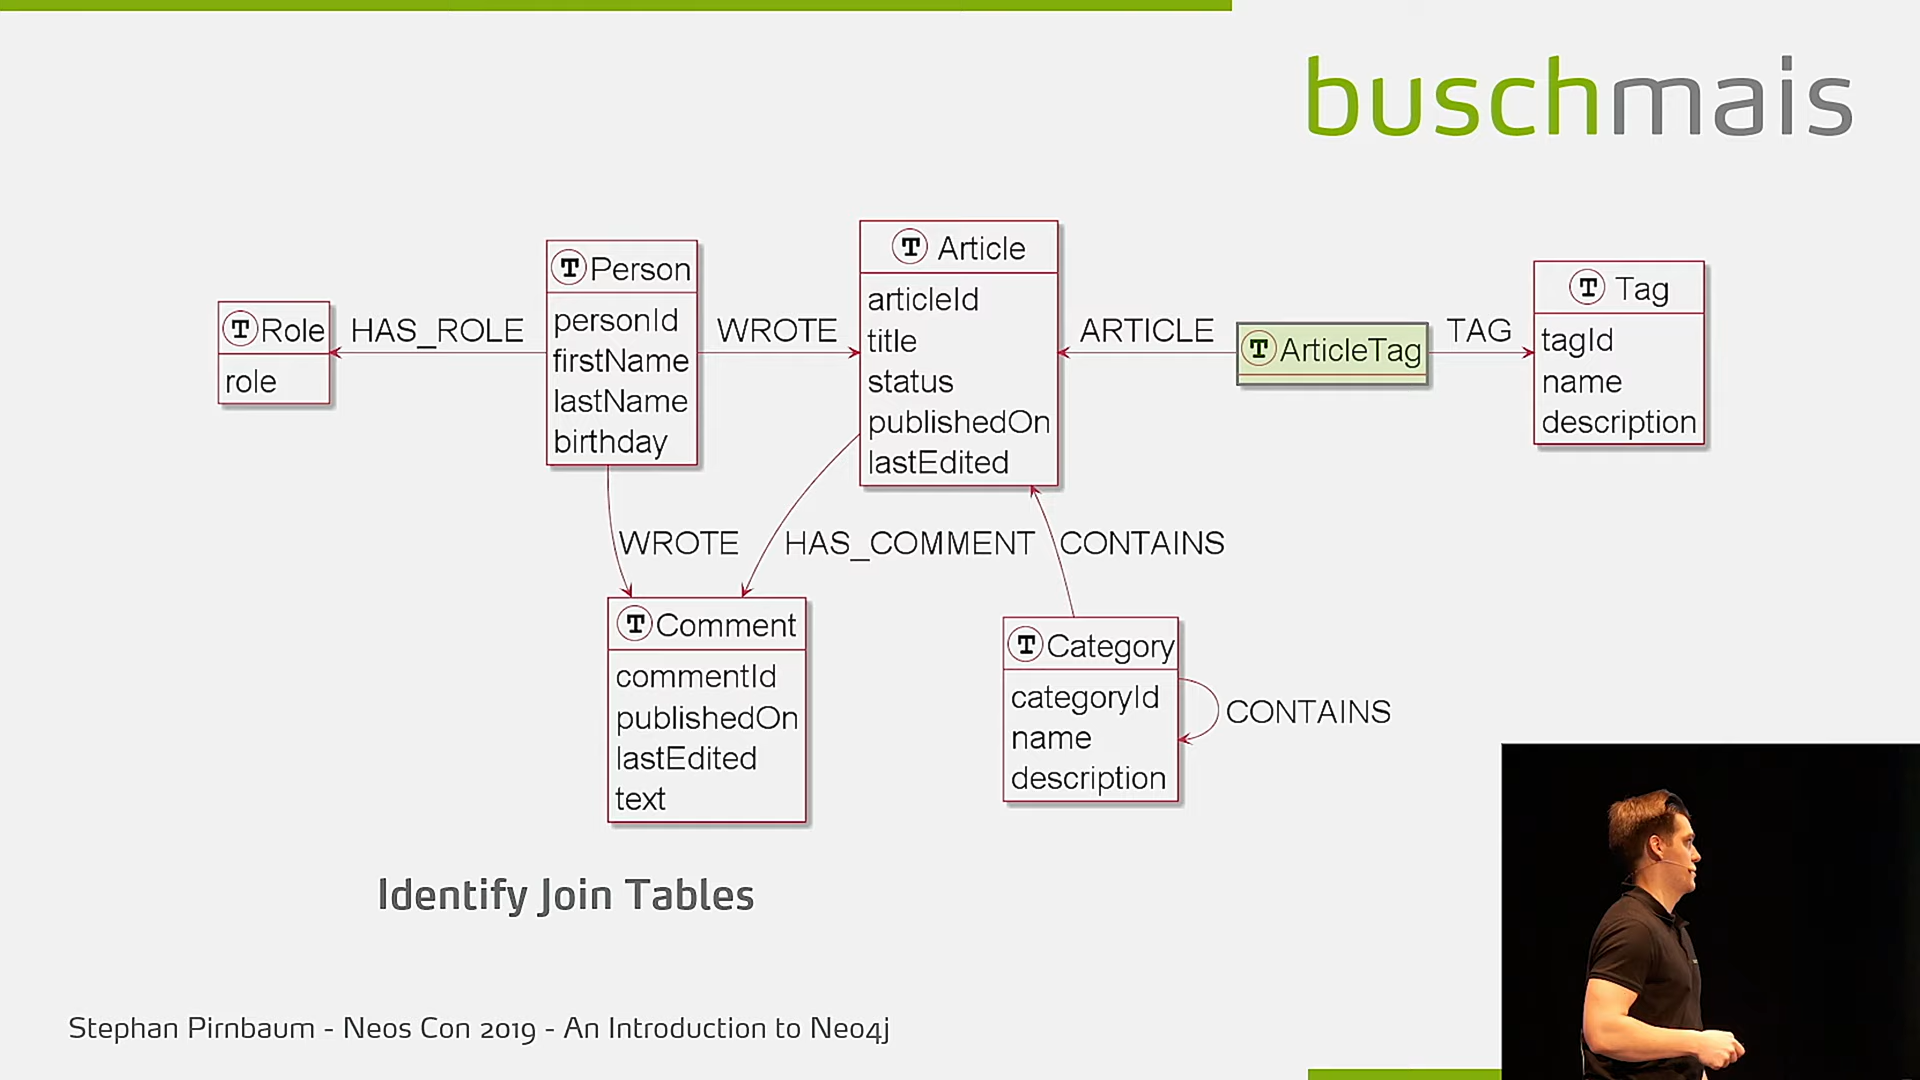 buschmais
T Role
role
HAS_ROLE
T Person
personId
firstName
lastName
birthday
WROTE
T Article
articleId
title
status
publishedOn
lastEdited
ARTICLE
T ArticleTag
TAG
T Tag
tagId
name
description
WROTE
HAS_COMMENT
CONTAINS
T Comment
commentId
publishedOn
lastEdited
text
T Category
categoryId
name
description
CONTAINS
Identify Join Tables
Stephan Pirnbaum - Neos Con 2019 - An Introduction to Neo4j